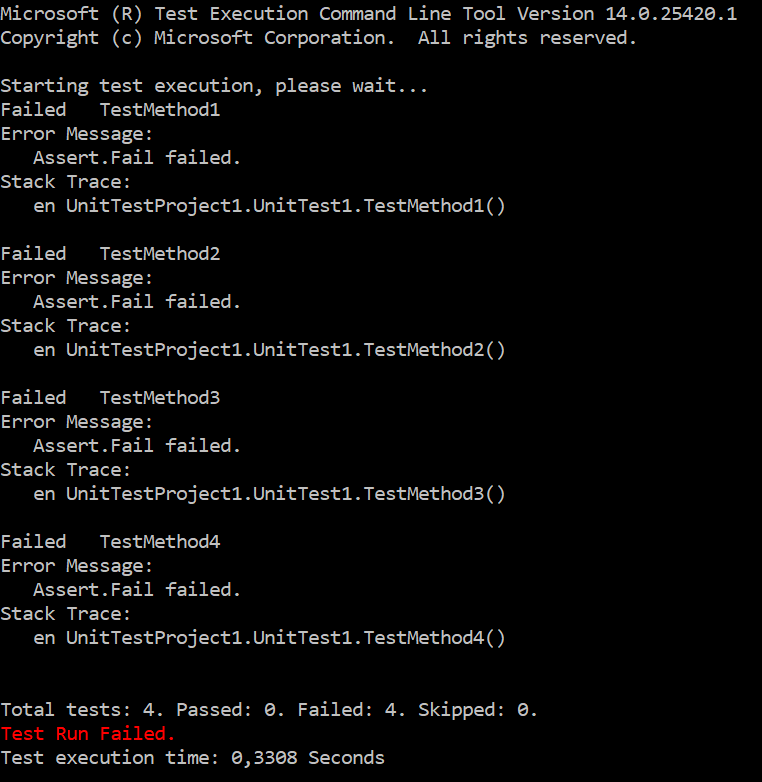 Microsoft (R) Test Execution Command Line Tool Version 14.0.25420.1
Copyright (c) Microsoft Corporation.  All rights reserved.
Starting test execution, please wait...
Failed   TestMethod1
Error Message:
   Assert.Fail failed.
Stack Trace:
   en UnitTestProject1.UnitTest1.TestMethod1()
Failed   TestMethod2
Error Message:
   Assert.Fail failed.
Stack Trace:
   en UnitTestProject1.UnitTest1.TestMethod2()
Failed   TestMethod3
Error Message:
   Assert.Fail failed.
Stack Trace:
   en UnitTestProject1.UnitTest1.TestMethod3()
Failed   TestMethod4
Error Message:
   Assert.Fail failed.
Stack Trace:
   en UnitTestProject1.UnitTest1.TestMethod4()
Total tests: 4. Passed: 0. Failed: 4. Skipped: 0.
Test Run Failed.
Test execution time: 0,3308 Seconds